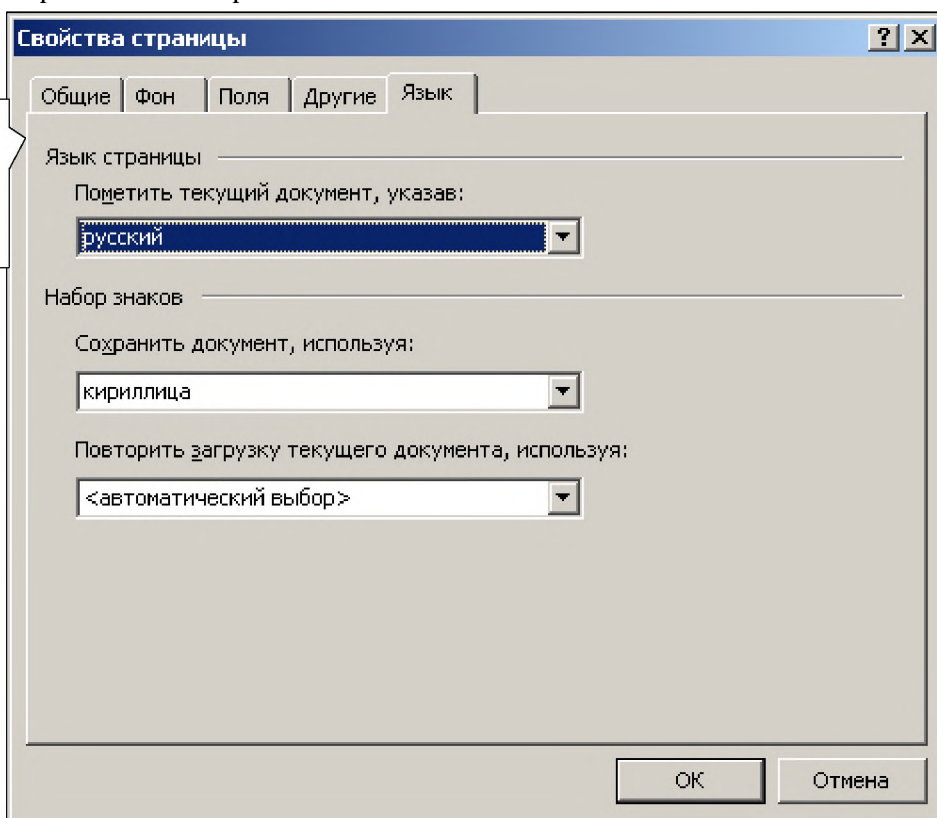 Свойства страницы
Общие Фон Поля Другие Язык
Язык страницы
Пометить текущий документ, указав:
русский
Набор знаков
Сохранить документ, используя:
кириллица
Повторить загрузку текущего документа, используя:
<автоматический выбор>
ОК Отмена